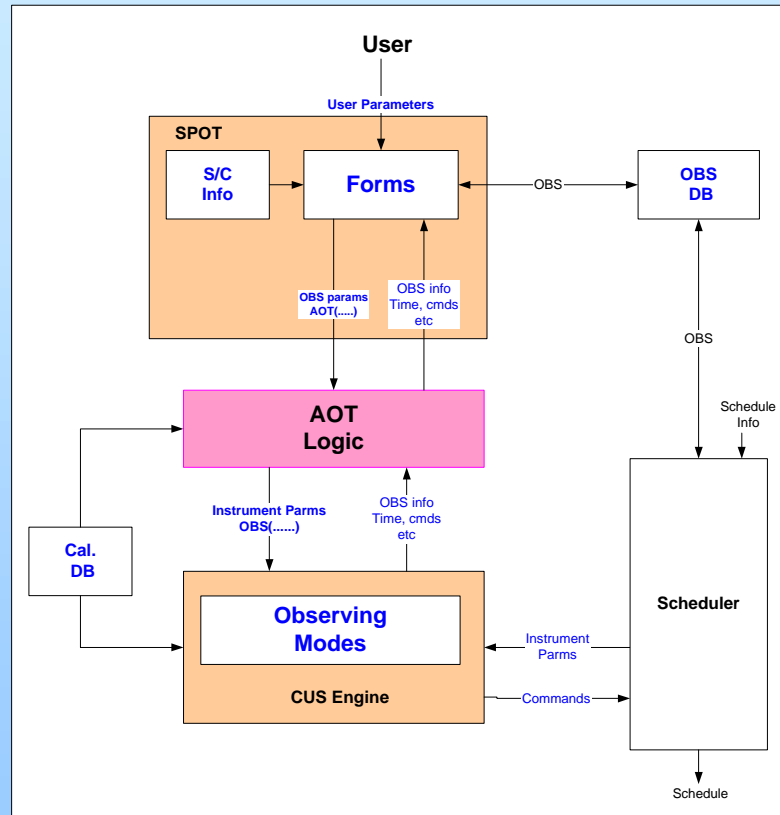 User
User Parameters
SPOT
S/C
Info
Forms
OBS
OBS
DB
OBS params
AOT(.....)
OBS info
Time, cmds
etc
OBS
AOT
Logic
Schedule
Info
Instrument Parms
OBS(......)
OBS info
Time, cmds
etc
Cal.
DB
Observing
Modes
CUS Engine
Scheduler
Instrument
Parms
Commands
Schedule